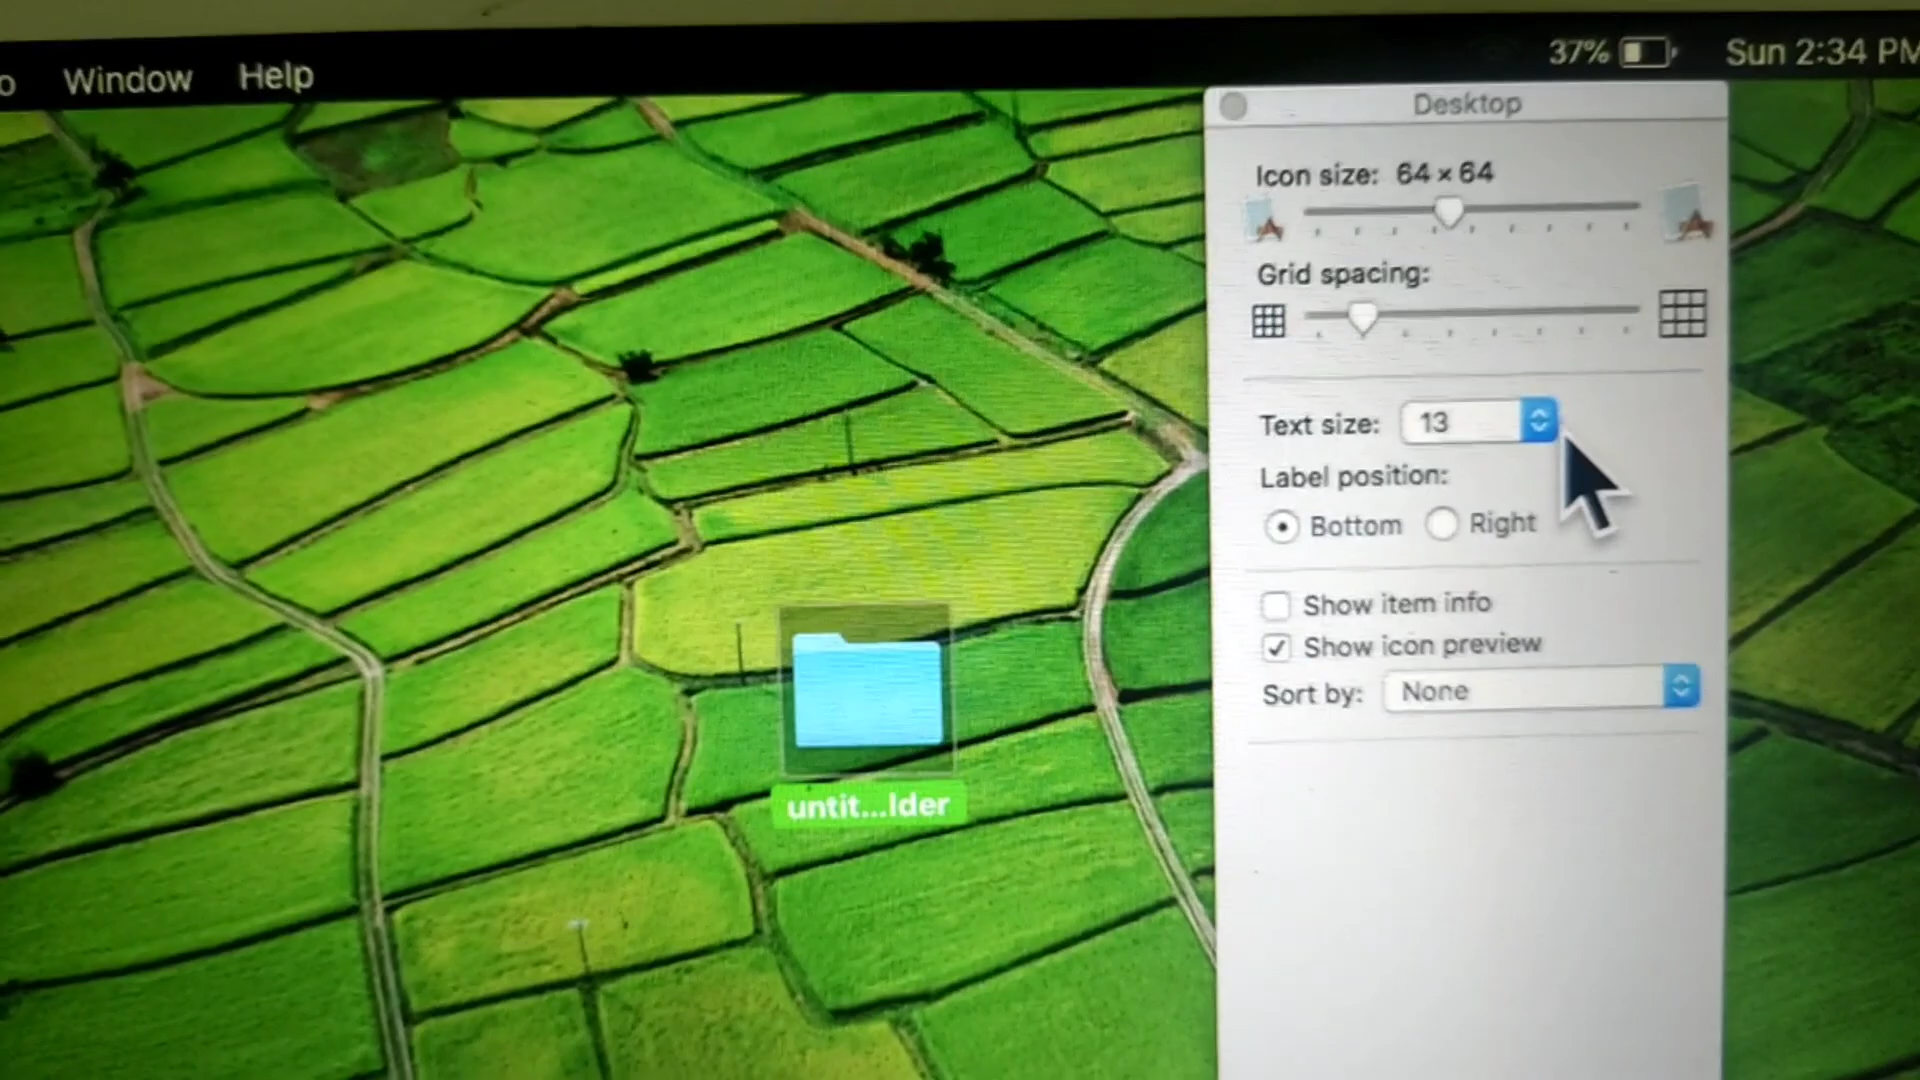 Window Help 37% Sun 2:34 PM
Desktop
Icon size: 64 × 64
Grid spacing:
Text size: 13
Label position:
Bottom Right
Show item info
Show icon preview
Sort by: None
untit...lder